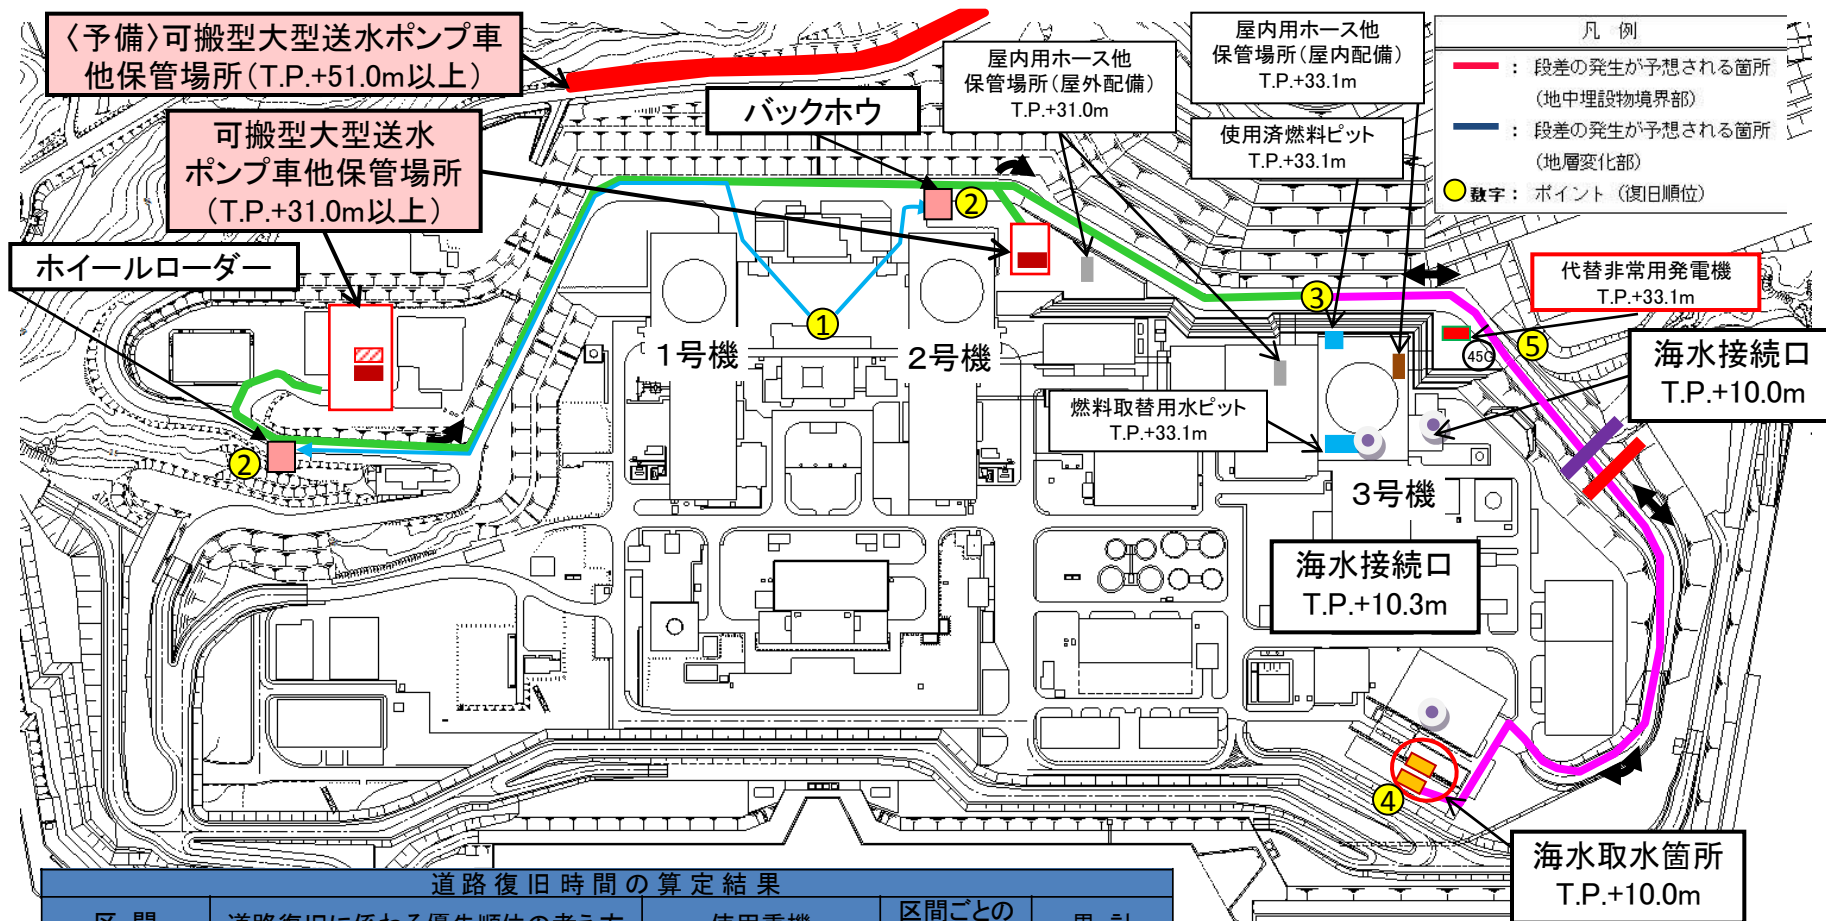 〈予備〉可搬型大型送水ポンプ車
他保管場所(T.P.+51.0m以上)
可搬型大型送水
ポンプ車他保管場所
(T.P.+31.0m以上)
ホイールローダー
バックホウ
屋内用ホース他
保管場所(屋外配備)
T.P.+31.0m
屋内用ホース他
保管場所(屋内配備)
T.P.+33.1m
使用済燃料ピット
T.P.+33.1m
凡 例
: 段差の発生が予想される箇所
(地中埋設物境界部)
: 段差の発生が予想される箇所
(地層変化部)
数字: ポイント (復旧順位)
代替非常用発電機
T.P.+33.1m
海水接続口
T.P.+10.0m
②
③
①
⑤
45G
1号機
2号機
燃料取替用水ピット
T.P.+33.1m
②
3号機
海水接続口
T.P.+10.3m
④
海水取水箇所
T.P.+10.0m
道路復旧時間の算定結果
区間ごとの